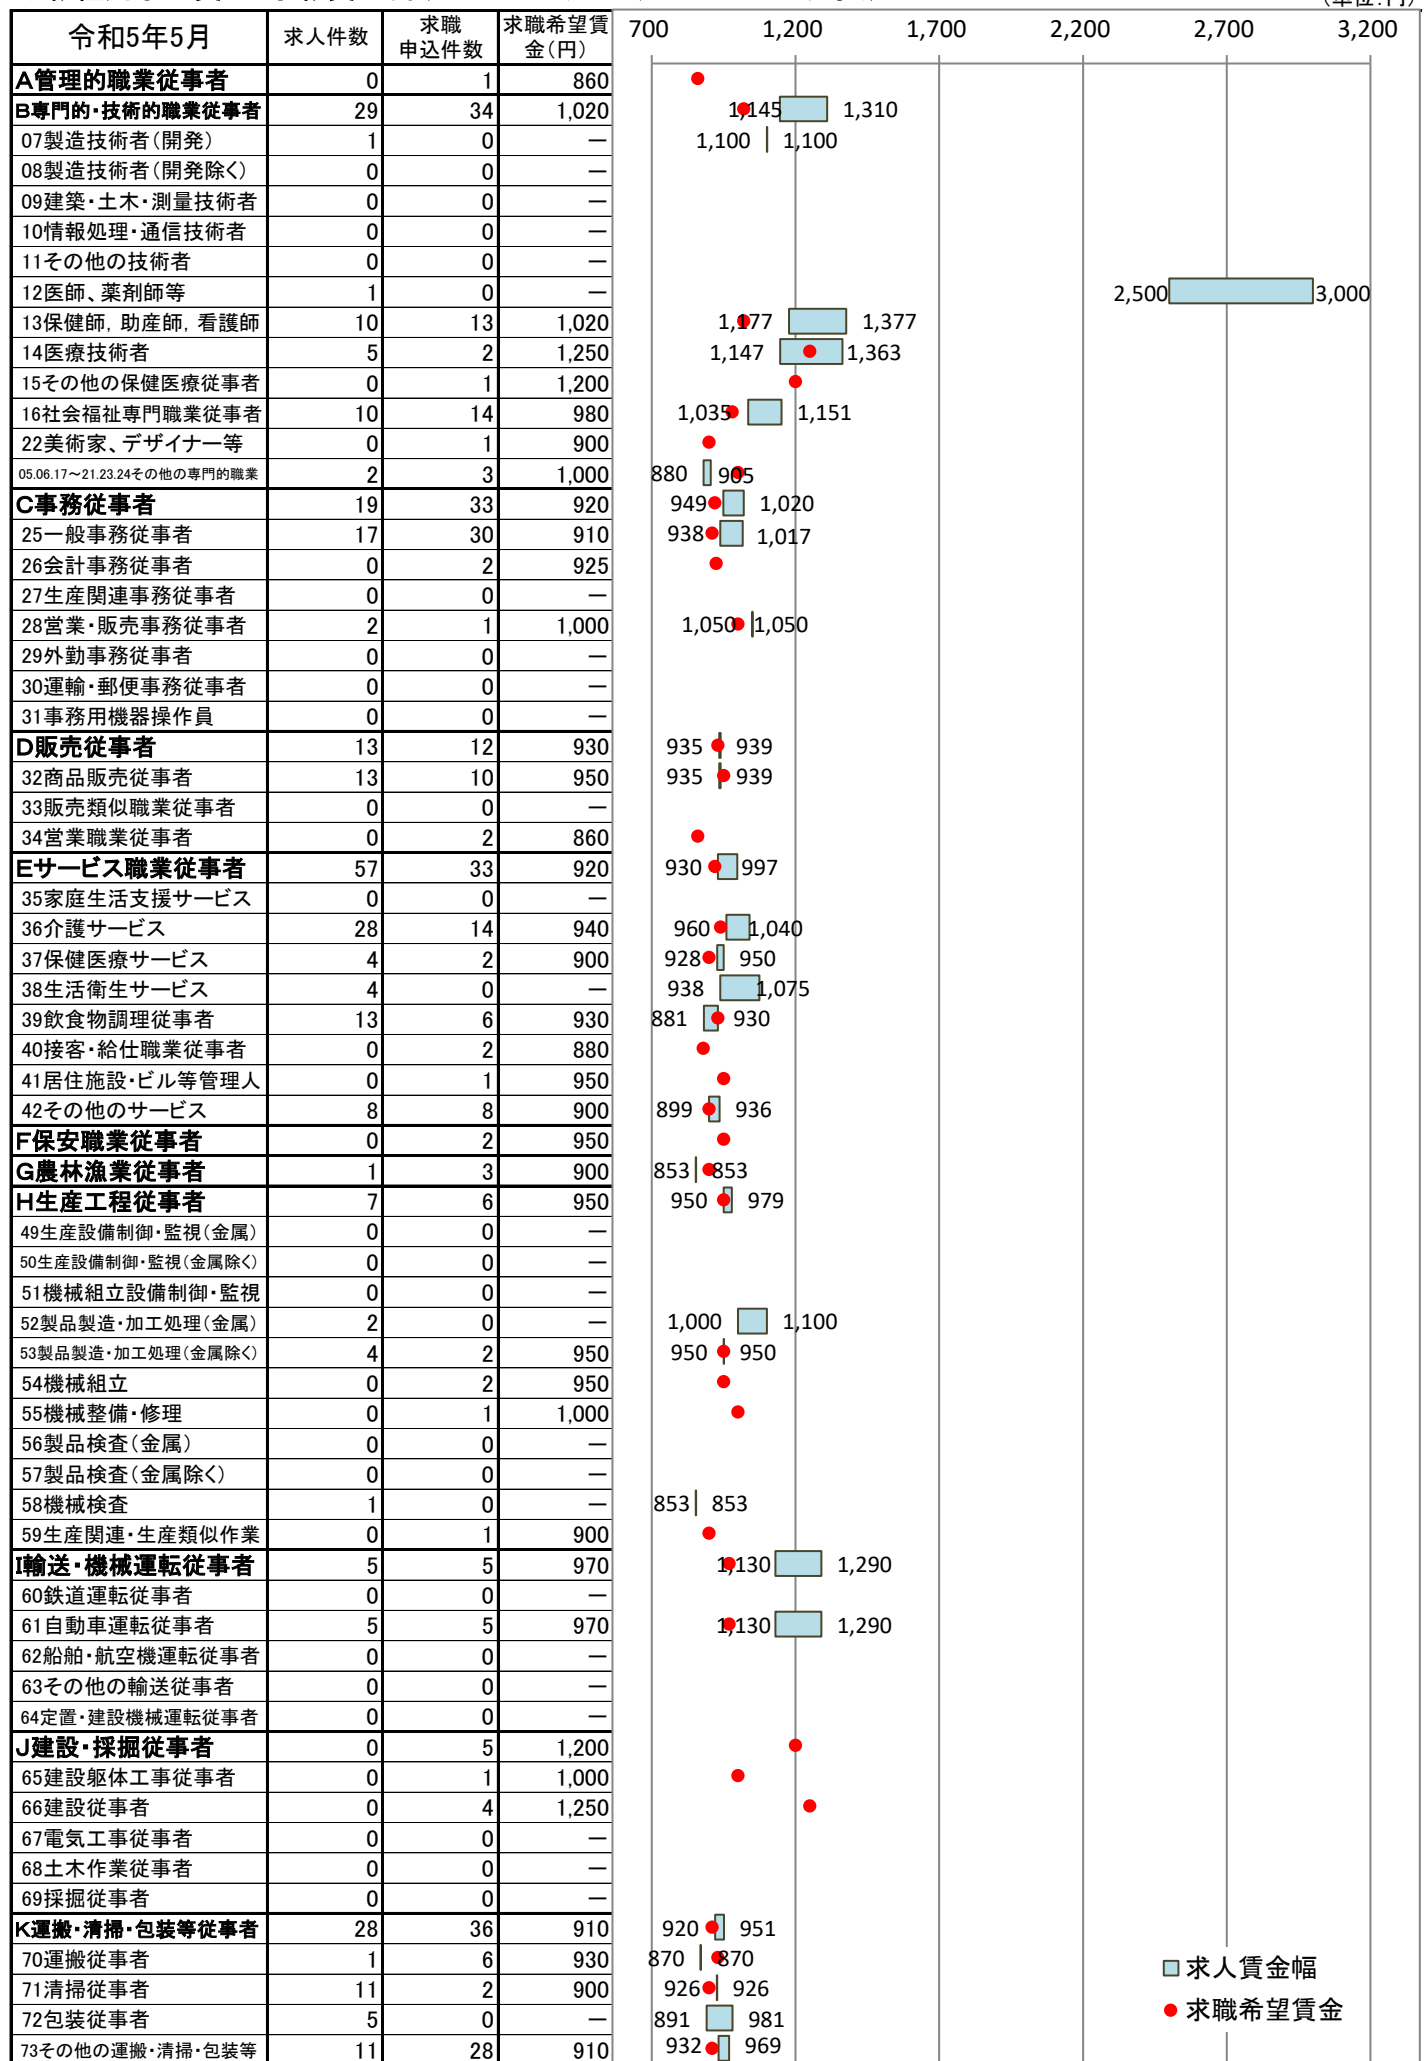 (単位:円)
令和5年5月 求人件数 求職申込件数 求職希望賃金(円) 700 1,200 1,700 2,200 2,700 3,200
A管理的職業従事者 0 1 860
B専門的・技術的職業従事者 29 34 1,020 1,145 1,310
07製造技術者(開発) 1 0 ― 1,100 1,100
08製造技術者(開発除く) 0 0 ―
09建築・土木・測量技術者 0 0 ―
10情報処理・通信技術者 0 0 ―
11その他の技術者 0 0 ―
12医師、薬剤師等 1 0 ― 2,500 3,000
13保健師,助産師,看護師 10 13 1,020 1,177 1,377
14医療技術者 5 2 1,250 1,147 1,363
15その他の保健医療従事者 0 1 1,200
16社会福祉専門職業従事者 10 14 980 1,035 1,151
22美術家、デザイナー等 0 1 900
05.06.17~21.23.24その他の専門的職業 2 3 1,000 880 905
C事務従事者 19 33 920 949 1,020
25一般事務従事者 17 30 910 938 1,017
26会計事務従事者 0 2 925
27生産関連事務従事者 0 0 ―
28営業・販売事務従事者 2 1 1,000 1,050 1,050
29外勤事務従事者 0 0 ―
30運輸・郵便事務従事者 0 0 ―
31事務用機器操作員 0 0 ―
D販売従事者 13 12 930 935 939
32商品販売従事者 13 10 950 935 939
33販売類似職業従事者 0 0 ―
34営業職業従事者 0 2 860
Eサービス職業従事者 57 33 920 930 997
35家庭生活支援サービス 0 0 ―
36介護サービス 28 14 940 960 1,040
37保健医療サービス 4 2 900 928 950
38生活衛生サービス 4 0 ― 938 1,075
39飲食物調理従事者 13 6 930 881 930
40接客・給仕職業従事者 0 2 880
41居住施設・ビル等管理人 0 1 950
42その他のサービス 8 8 900 899 936
F保安職業従事者 0 2 950
G農林漁業従事者 1 3 900 853 853
H生産工程従事者 7 6 950 950 979
49生産設備制御・監視(金属) 0 0 ―
50生産設備制御・監視(金属除く) 0 0 ―
51機械組立設備制御・監視 0 0 ―
52製品製造・加工処理(金属) 2 0 ― 1,000 1,100
53製品製造・加工処理(金属除く) 4 2 950 950 950
54機械組立 0 2 950
55機械整備・修理 0 1 1,000
56製品検査(金属) 0 0 ―
57製品検査(金属除く) 0 0 ―
58機械検査 1 0 ― 853 853
59生産関連・生産類似作業 0 1 900
I輸送・機械運転従事者 5 5 970 1,130 1,290
60鉄道運転従事者 0 0 ―
61自動車運転従事者 5 5 970 1,130 1,290
62船舶・航空機運転従事者 0 0 ―
63その他の輸送従事者 0 0 ―
64定置・建設機械運転従事者 0 0 ―
J建設・採掘従事者 0 5 1,200
65建設躯体工事従事者 0 1 1,000
66建設従事者 0 4 1,250
67電気工事従事者 0 0 ―
68土木作業従事者 0 0 ―
69採掘従事者 0 0 ―
K運搬・清掃・包装等従事者 28 36 910 920 951
70運搬従事者 1 6 930 870 870
71清掃従事者 11 2 900 926 926
72包装従事者 5 0 ― 891 981
73その他の運搬・清掃・包装等 11 28 910 932 969
求人賃金幅
求職希望賃金